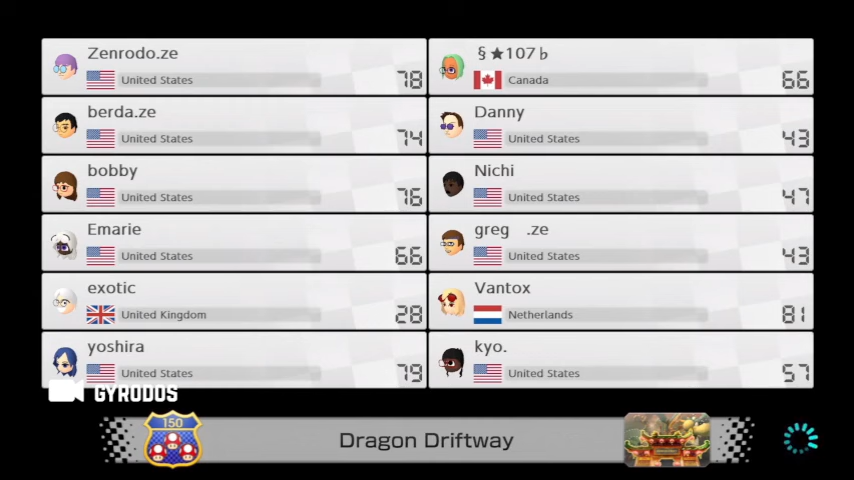 Zenrodo.ze
United States
78
berda.ze
United States
74
bobby
United States
76
Emarie
United States
66
exotic
United Kingdom
28
yoshira
United States
79
§★107♭
Canada
66
Danny
United States
43
Nichi
United States
47
greg .ze
United States
43
Vantox
Netherlands
81
kyo.
United States
57
GYRODOS
150
Dragon Driftway